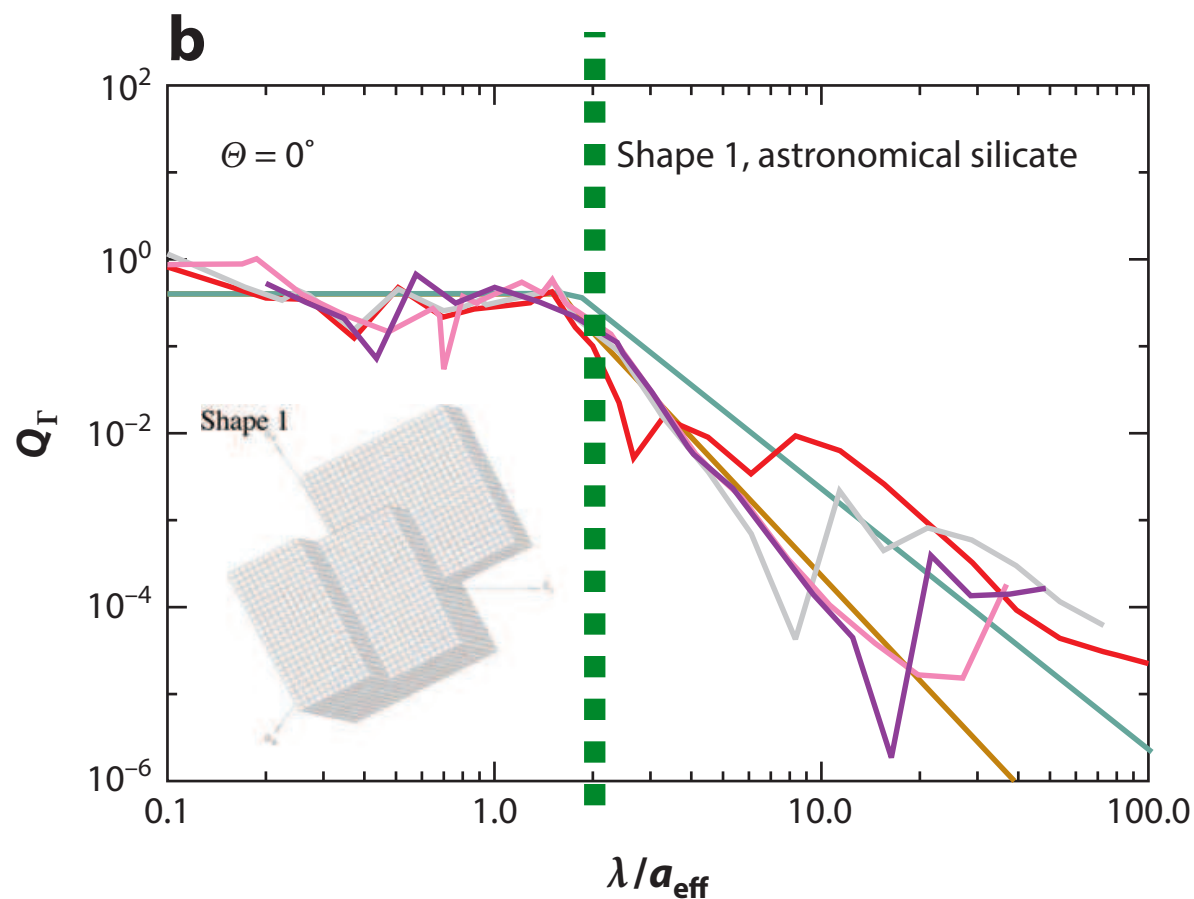 b
10²
Θ = 0°
Shape 1, astronomical silicate
10⁰
Shape 1
10⁻²
Q_Γ
10⁻⁴
10⁻⁶
0.1
1.0
10.0
100.0
λ/a_eff